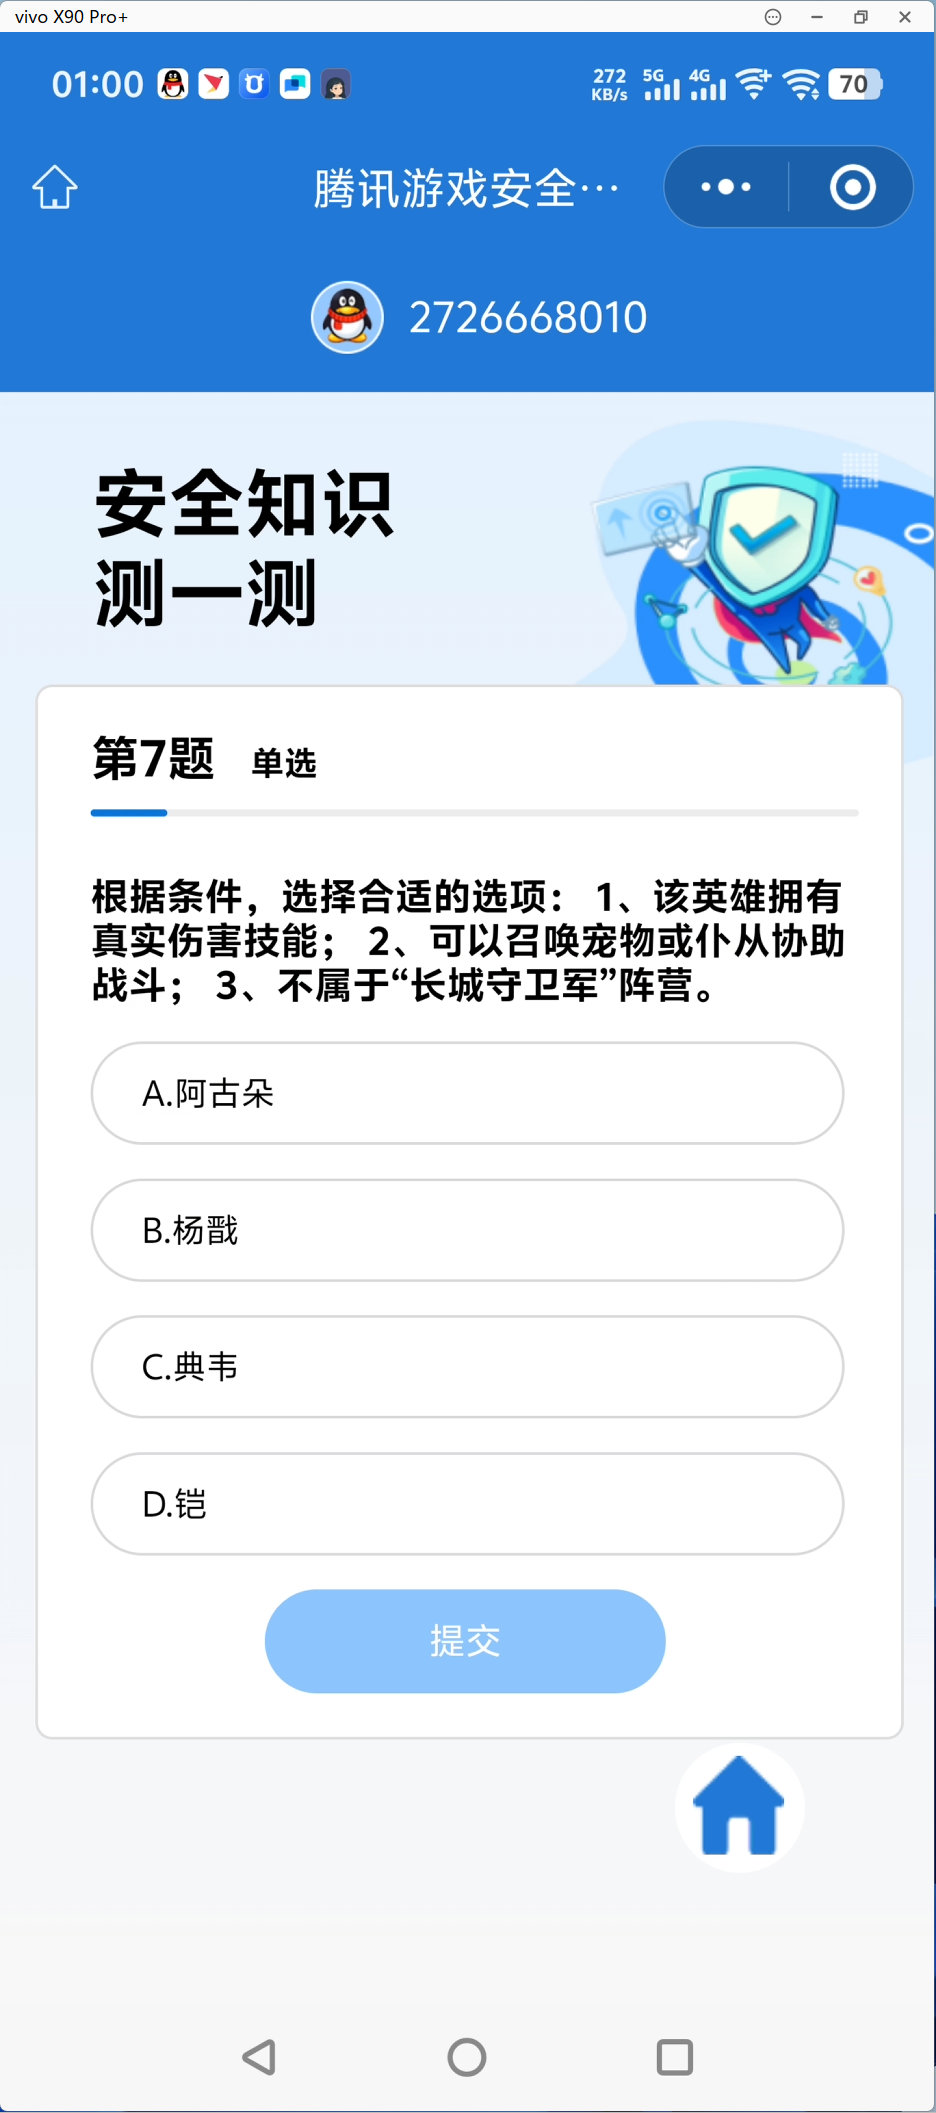 vivo X90 Pro+
01:00
272 KB/s 5G 4G 70
腾讯游戏安全…
2726668010
安全知识
测一测
第7题 单选
根据条件，选择合适的选项： 1、该英雄拥有
真实伤害技能； 2、可以召唤宠物或仆从协助
战斗； 3、不属于“长城守卫军”阵营。
A.阿古朵
B.杨戬
C.典韦
D.铠
提交